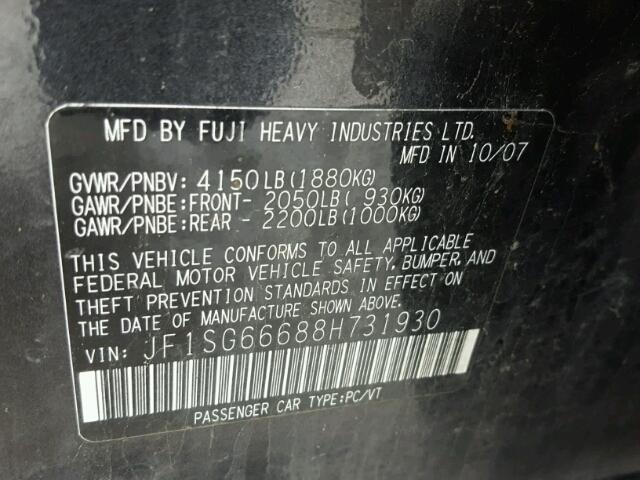 MFD BY FUJI HEAVY INDUSTRIES LTD.
MFD IN 10/07
GVWR/PNBV: 4150LB(1880KG)
GAWR/PNBE:FRONT- 2050LB( 930KG)
GAWR/PNBE:REAR - 2200LB(1000KG)
THIS VEHICLE CONFORMS TO ALL APPLICABLE
FEDERAL MOTOR VEHICLE SAFETY, BUMPER, AND
THEFT PREVENTION STANDARDS IN EFFECT ON
THE DATE OF MANUFACTURE SHOWN ABOVE.
VIN: JF1SG66688H731930
PASSENGER CAR TYPE:PC/VT